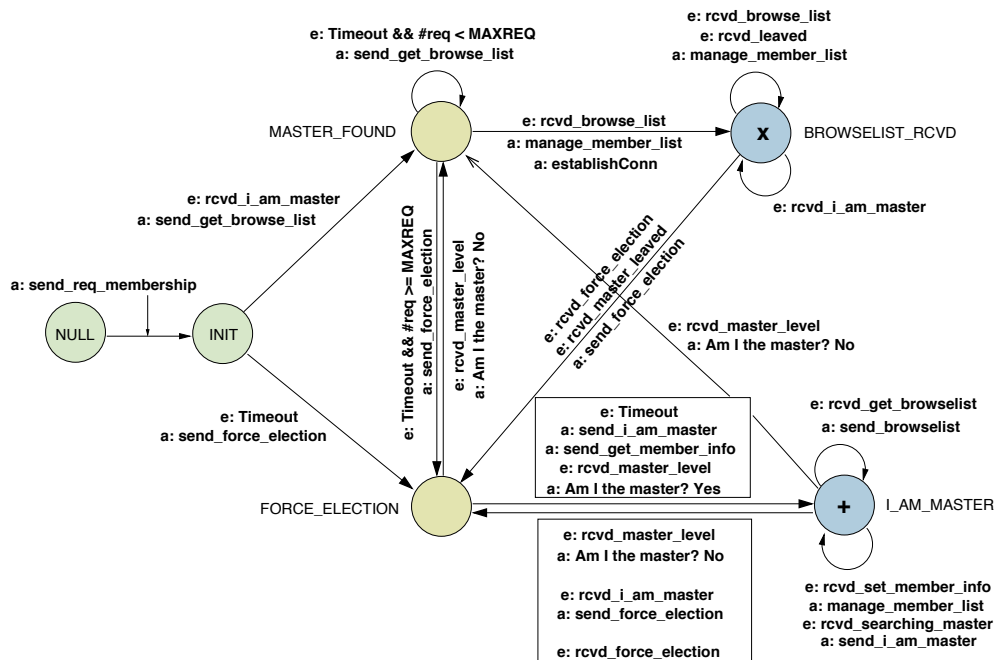 e: Timeout && #req < MAXREQ
a: send_get_browse_list
e: rcvd_browse_list
e: rcvd_leaved
a: manage_member_list
MASTER_FOUND
e: rcvd_browse_list
a: manage_member_list
a: establishConn
x
BROWSELIST_RCVD
e: rcvd_i_am_master
e: rcvd_i_am_master
a: send_get_browse_list
e: Timeout && #req >= MAXREQ
a: send_force_election
e: rcvd_master_level
a: Am I the master? No
e: rcvd_force_election
e: rcvd_master_leaved
a: send_force_election
a: send_req_membership
NULL
INIT
e: rcvd_master_level
a: Am I the master? No
e: Timeout
a: send_force_election
e: Timeout
a: send_i_am_master
a: send_get_member_info
e: rcvd_master_level
a: Am I the master? Yes
e: rcvd_get_browselist
a: send_browselist
FORCE_ELECTION
+
I_AM_MASTER
e: rcvd_master_level
a: Am I the master? No
e: rcvd_i_am_master
a: send_force_election
e: rcvd_force_election
e: rcvd_set_member_info
a: manage_member_list
e: rcvd_searching_master
a: send_i_am_master